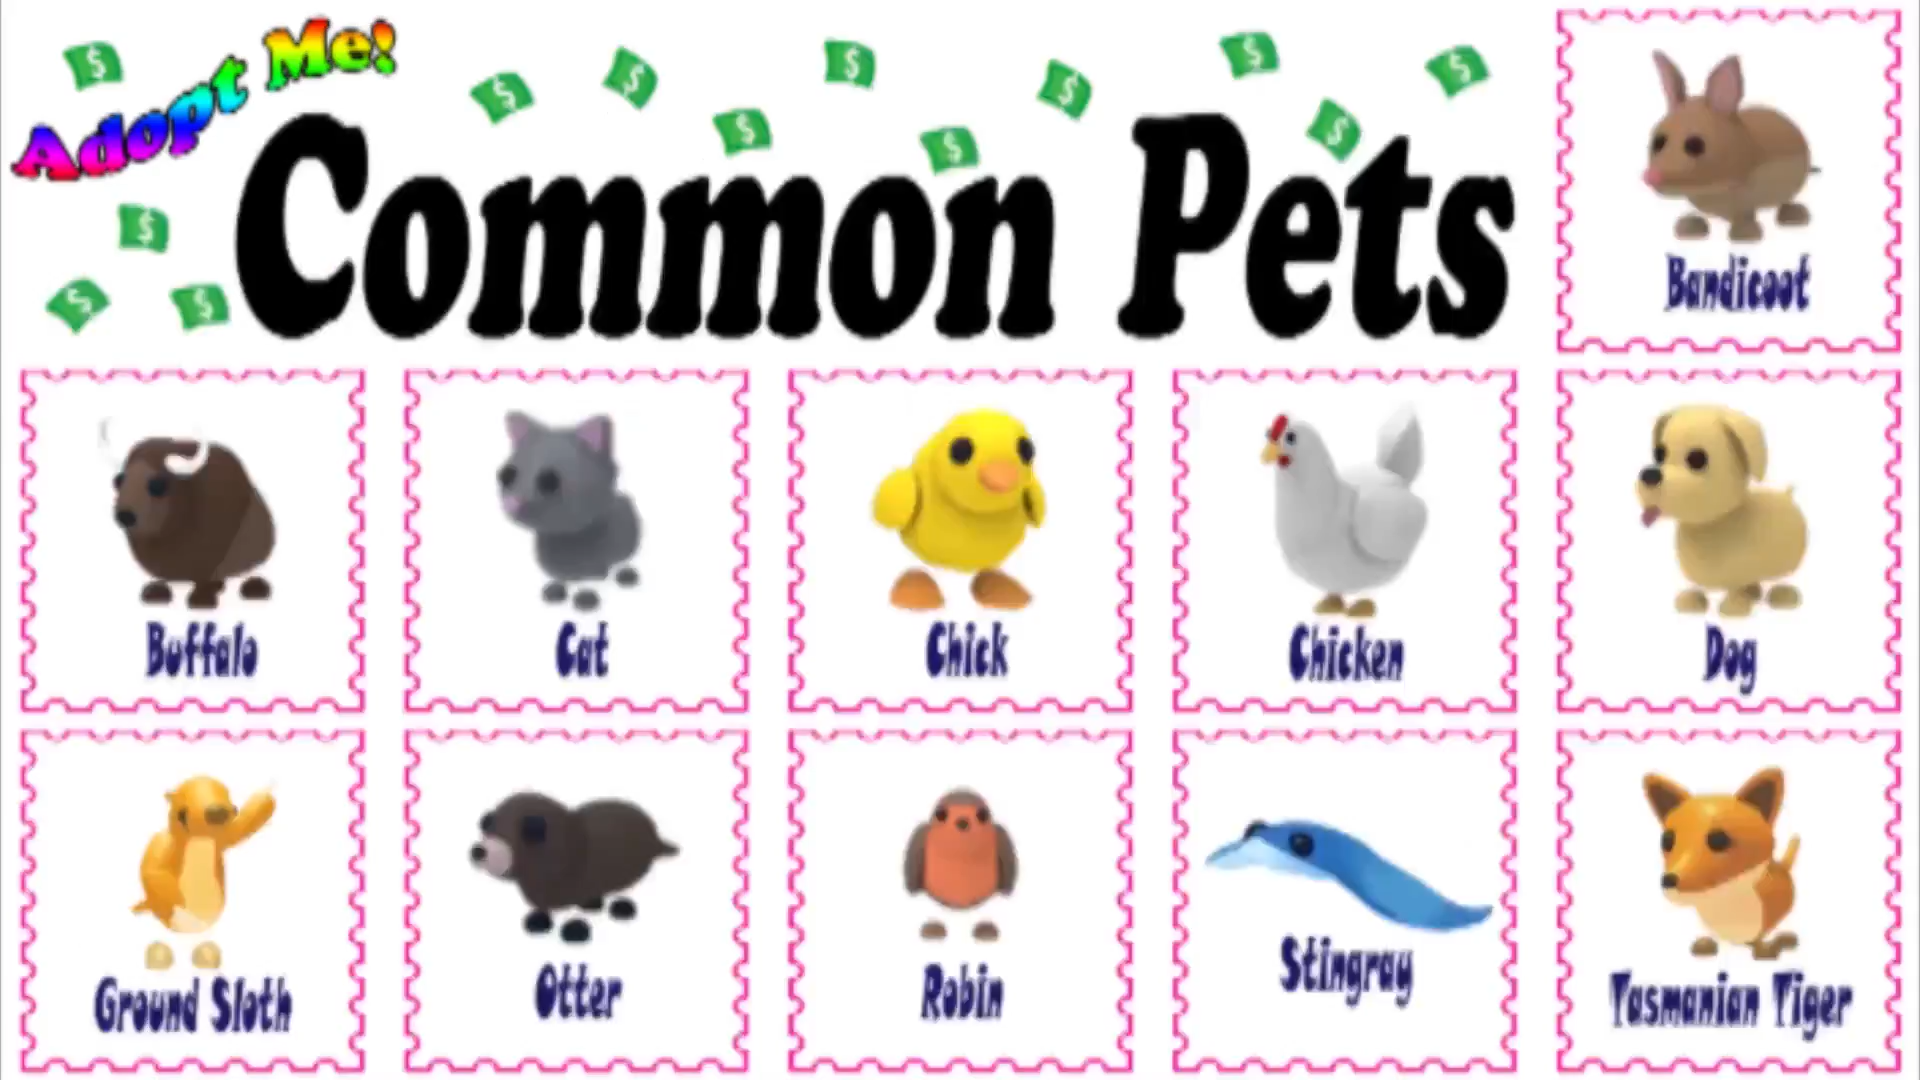 Adopt Me!
Common Pets
Bandicoot
Buffalo
Cat
Chick
Chicken
Dog
Ground Sloth
Otter
Robin
Stingray
Tasmanian Tiger